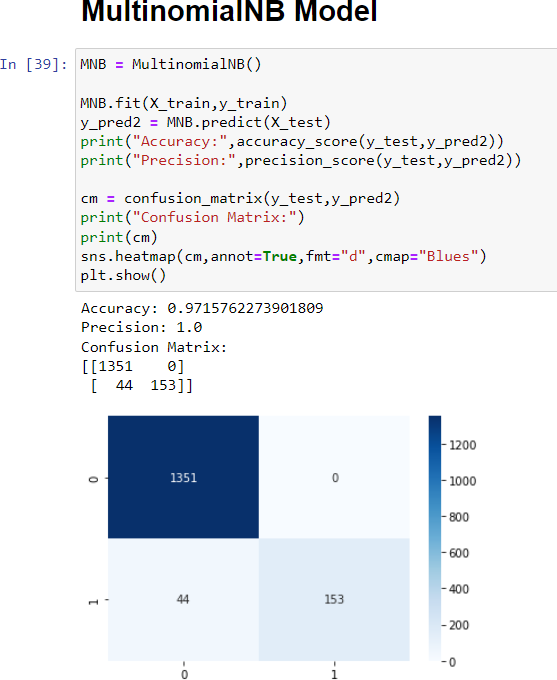 MultinomialNB Model
In [39]: MNB = MultinomialNB()
MNB.fit(X_train,y_train)
y_pred2 = MNB.predict(X_test)
print("Accuracy:",accuracy_score(y_test,y_pred2))
print("Precision:",precision_score(y_test,y_pred2))
cm = confusion_matrix(y_test,y_pred2)
print("Confusion Matrix:")
print(cm)
sns.heatmap(cm,annot=True,fmt="d",cmap="Blues")
plt.show()
Accuracy: 0.9715762273901809
Precision: 1.0
Confusion Matrix:
[[1351    0]
 [  44  153]]
1200
1000
800
600
400
200
0
0
1351
0
1
44
153
0
1